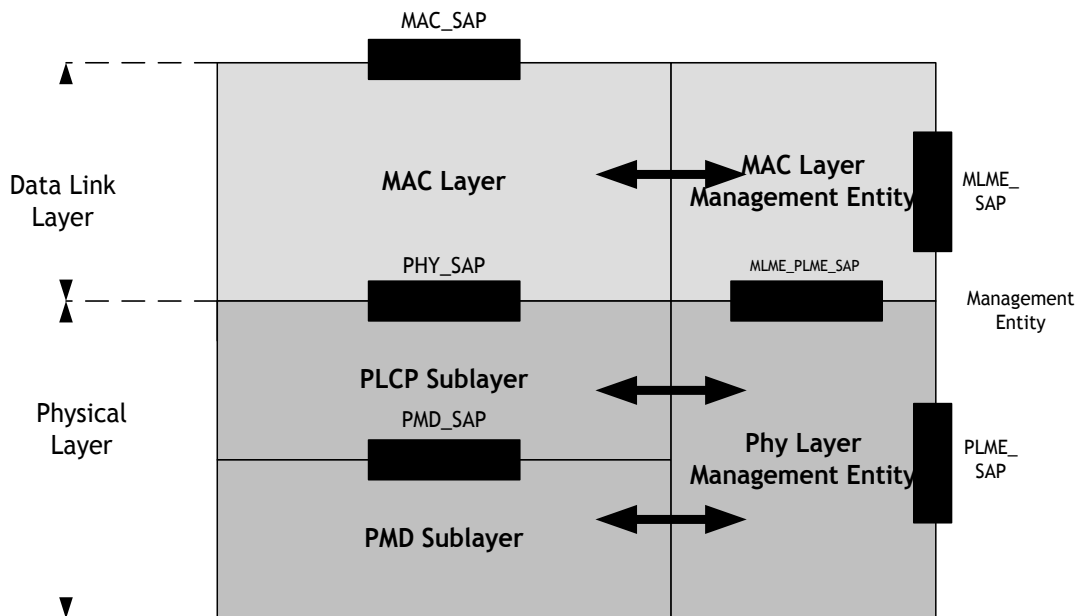 MAC_SAP
Data Link
Layer
MAC Layer
MAC Layer
Management Entity
MLME_
SAP
PHY_SAP
MLME_PLME_SAP
Management
Entity
PLCP Sublayer
Physical
Layer
PMD_SAP
Phy Layer
Management Entity
PLME_
SAP
PMD Sublayer